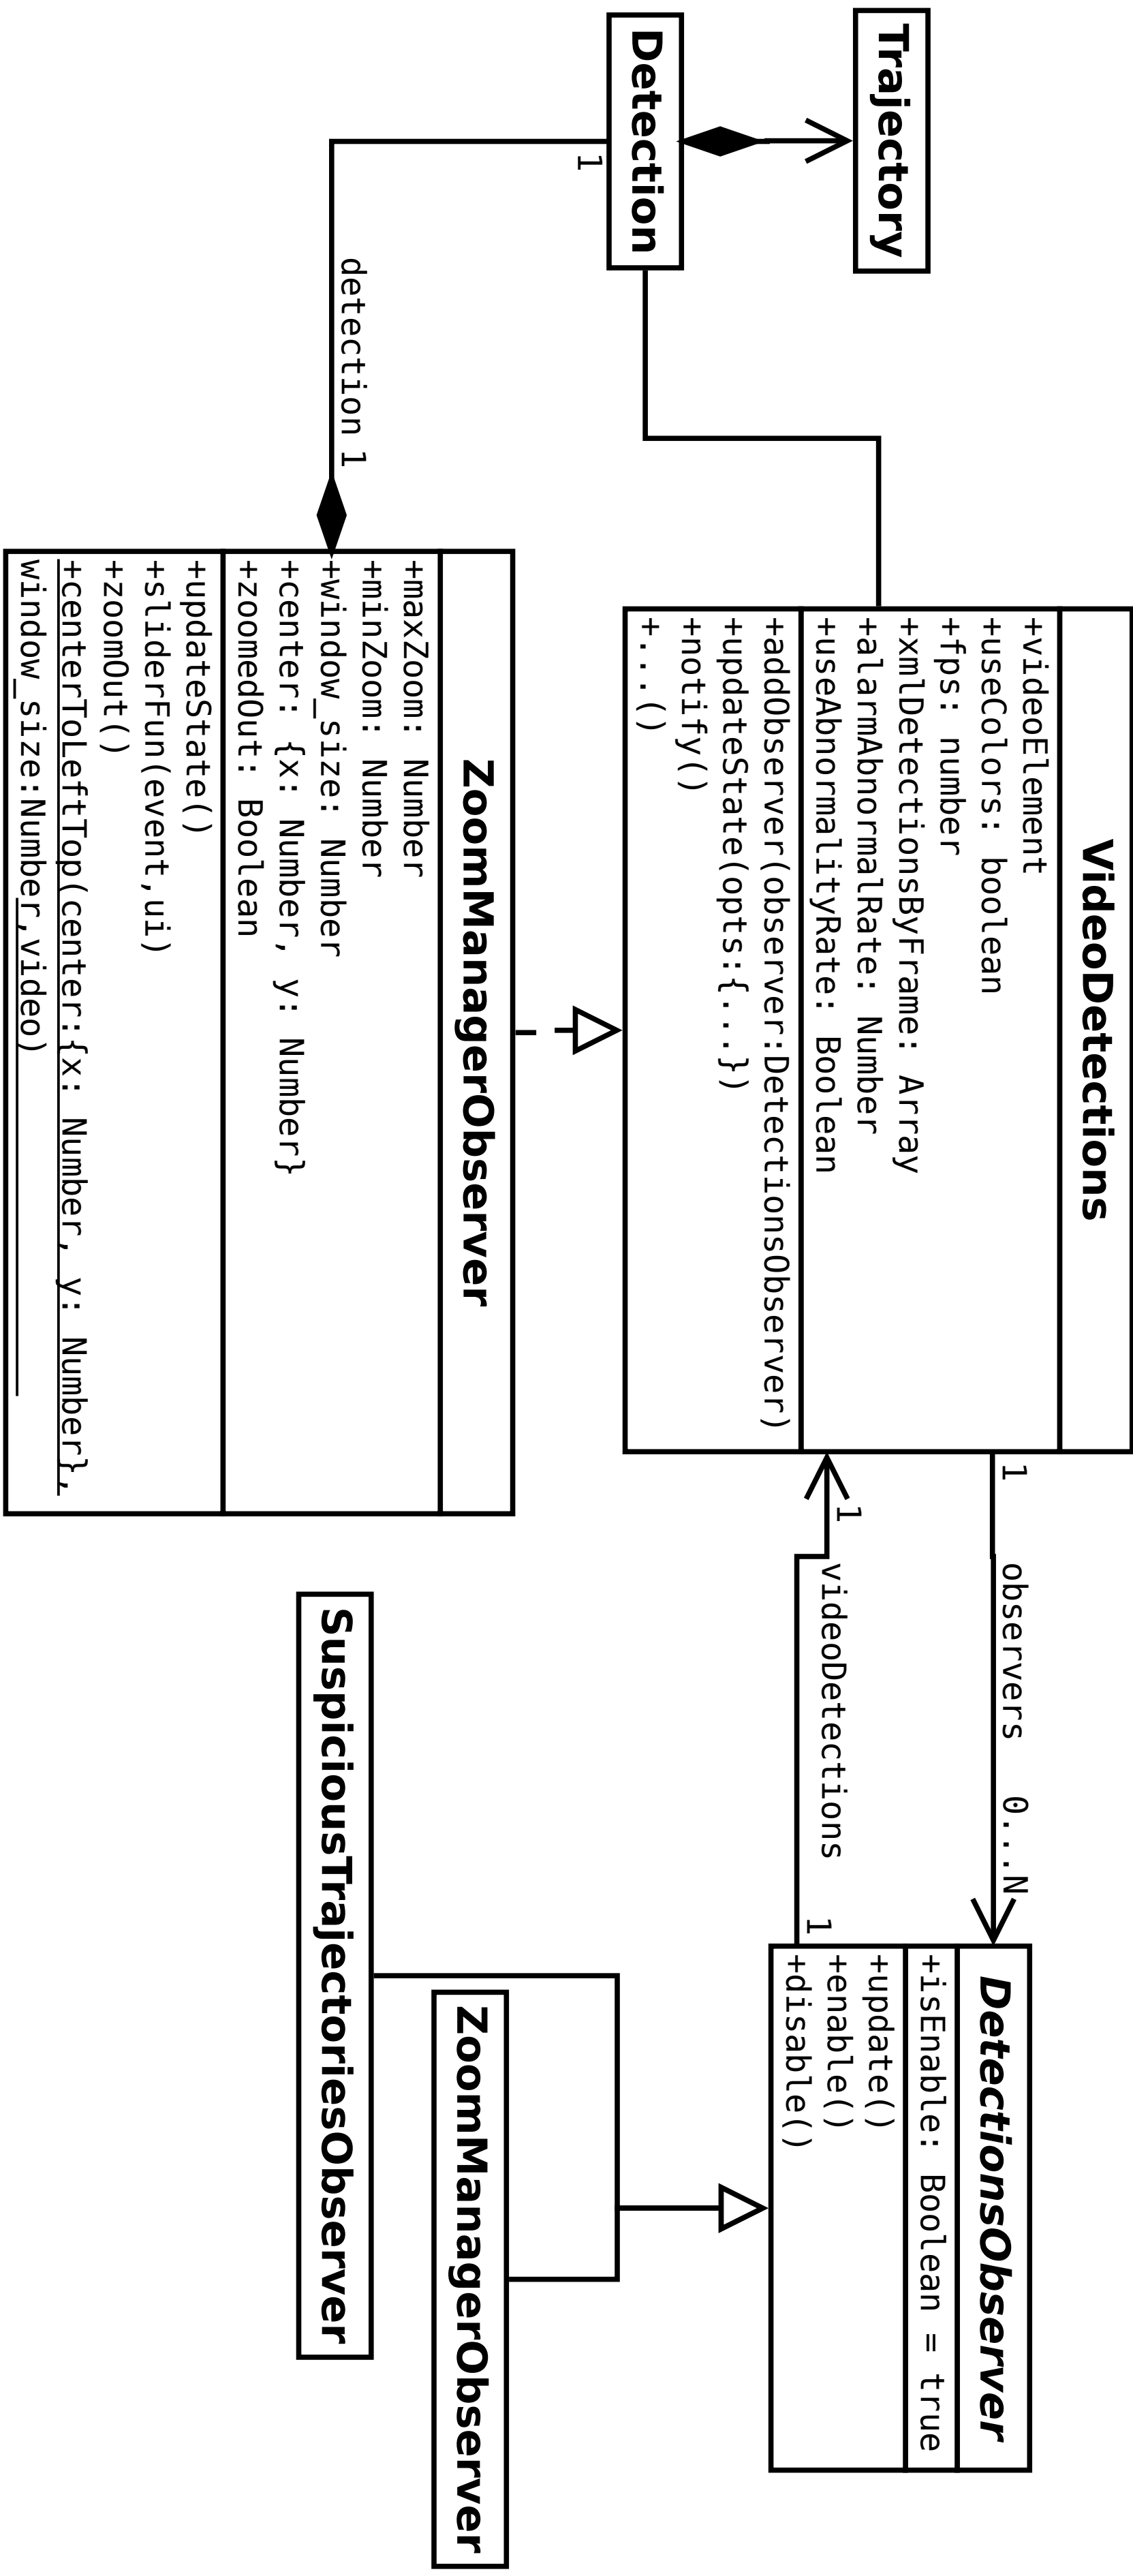 Trajectory
Detection
1
detection 1
VideoDetections
+videoElement
+useColors: boolean
+fps: number
+xmlDetectionsByFrame: Array
+alarmAbnormalRate: Number
+useAbnormalityRate: Boolean
+addObserver(observer:DetectionsObserver)
+updateState(opts:{...})
+notify()
+...()
1
observers
0...N
1
videoDetections
1
DetectionsObserver
+isEnable: Boolean = true
+update()
+enable()
+disable()
ZoomManagerObserver
+maxZoom: Number
+minZoom: Number
+window_size: Number
+center: {x: Number, y: Number}
+zoomedOut: Boolean
+updateState()
+sliderFun(event,ui)
+zoomOut()
+centerToLeftTop(center:{x: Number, y: Number},
window_size:Number,video)
ZoomManagerObserver
SuspiciousTrajectoriesObserver